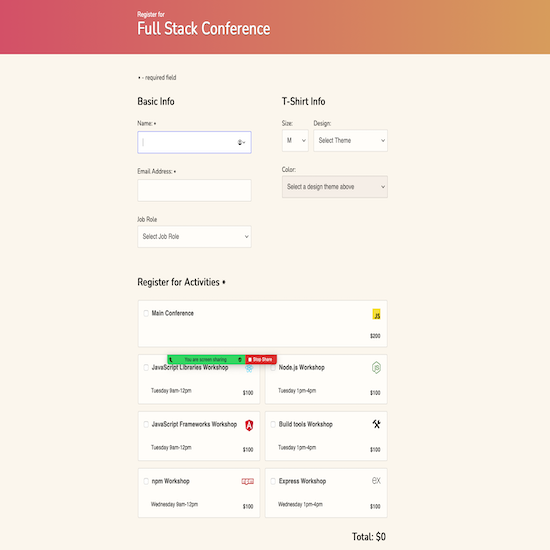 Register for
Full Stack Conference
* - required field
Basic Info
Name: *
Email Address: *
Job Role
Select Job Role
T-Shirt Info
Size:
Design:
M
Select Theme
Color:
Select a design theme above
Register for Activities *
Main Conference
JS
$200
You are screen sharing
Stop Share
JavaScript Libraries Workshop
Tuesday 9am-12pm
$100
Node.js Workshop
JS
Tuesday 1pm-4pm
$100
JavaScript Frameworks Workshop
A
Tuesday 9am-12pm
$100
Build tools Workshop
Tuesday 1pm-4pm
$100
npm Workshop
npm
Wednesday 9am-12pm
$100
Express Workshop
ex
Wednesday 1pm-4pm
$100
Total: $0